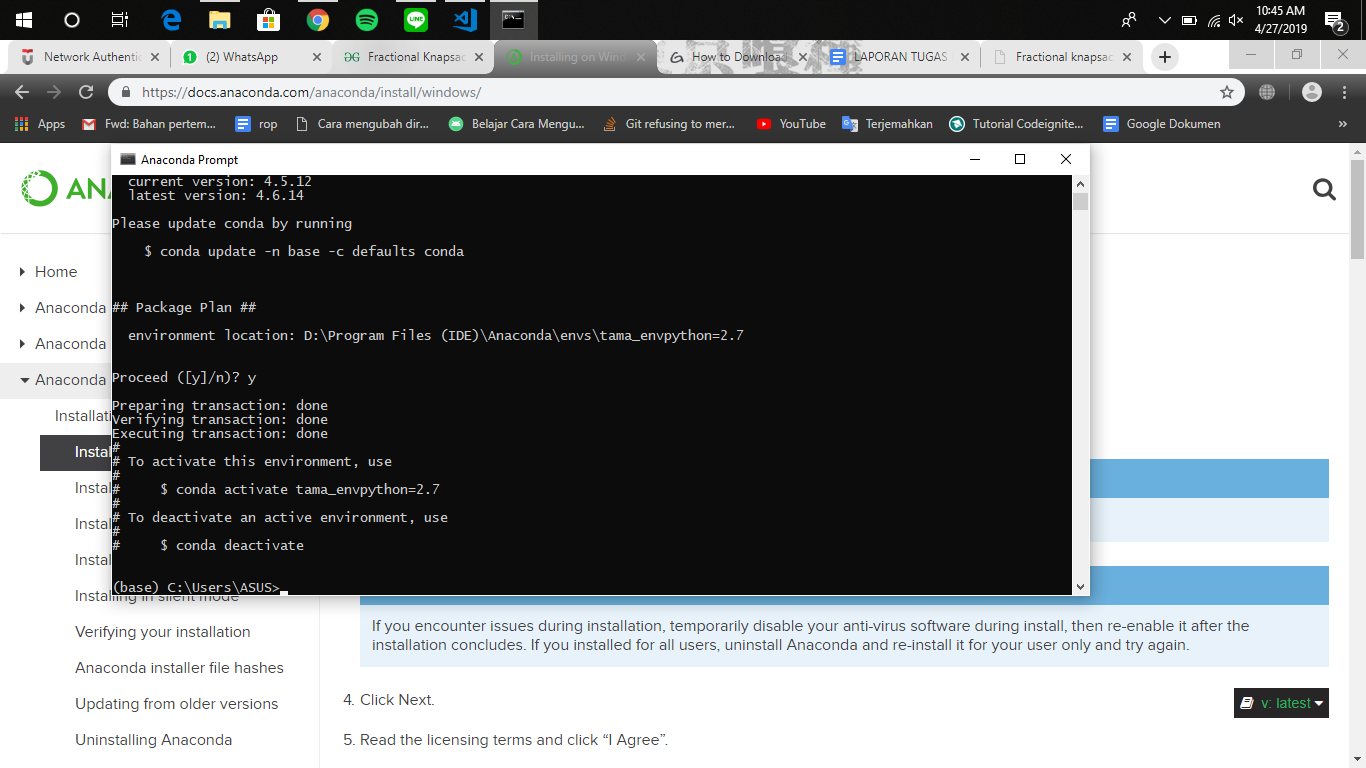 10:45 AM
4/27/2019
2
Network Authenti
(2) WhatsApp
Fractional Knapsac
Installing on Wind
How to Download
LAPORAN TUGAS
Fractional knapsac
https://docs.anaconda.com/anaconda/install/windows/
Apps
Fwd: Bahan pertem...
rop
Cara mengubah dir...
Belajar Cara Mengu...
Git refusing to mer...
YouTube
Terjemahkan
Tutorial Codeignite...
Google Dokumen
»
Anaconda Prompt
current version: 4.5.12
latest version: 4.6.14
Please update conda by running
$ conda update -n base -c defaults conda
## Package Plan ##
environment location: D:\Program Files (IDE)\Anaconda\envs\tama_envpython=2.7
Proceed ([y]/n)? y
Preparing transaction: done
Verifying transaction: done
Executing transaction: done
#
# To activate this environment, use
#
# $ conda activate tama_envpython=2.7
#
# To deactivate an active environment, use
#
# $ conda deactivate
(base) C:\Users\ASUS>
ANA
Home
Anaconda
Anaconda
Anaconda
Installati
Instal
Instal
Instal
Instal
Installing in silent mode
Verifying your installation
Anaconda installer file hashes
Updating from older versions
Uninstalling Anaconda
If you encounter issues during installation, temporarily disable your anti-virus software during install, then re-enable it after the
installation concludes. If you installed for all users, uninstall Anaconda and re-install it for your user only and try again.
4. Click Next.
v: latest
5. Read the licensing terms and click “I Agree”.